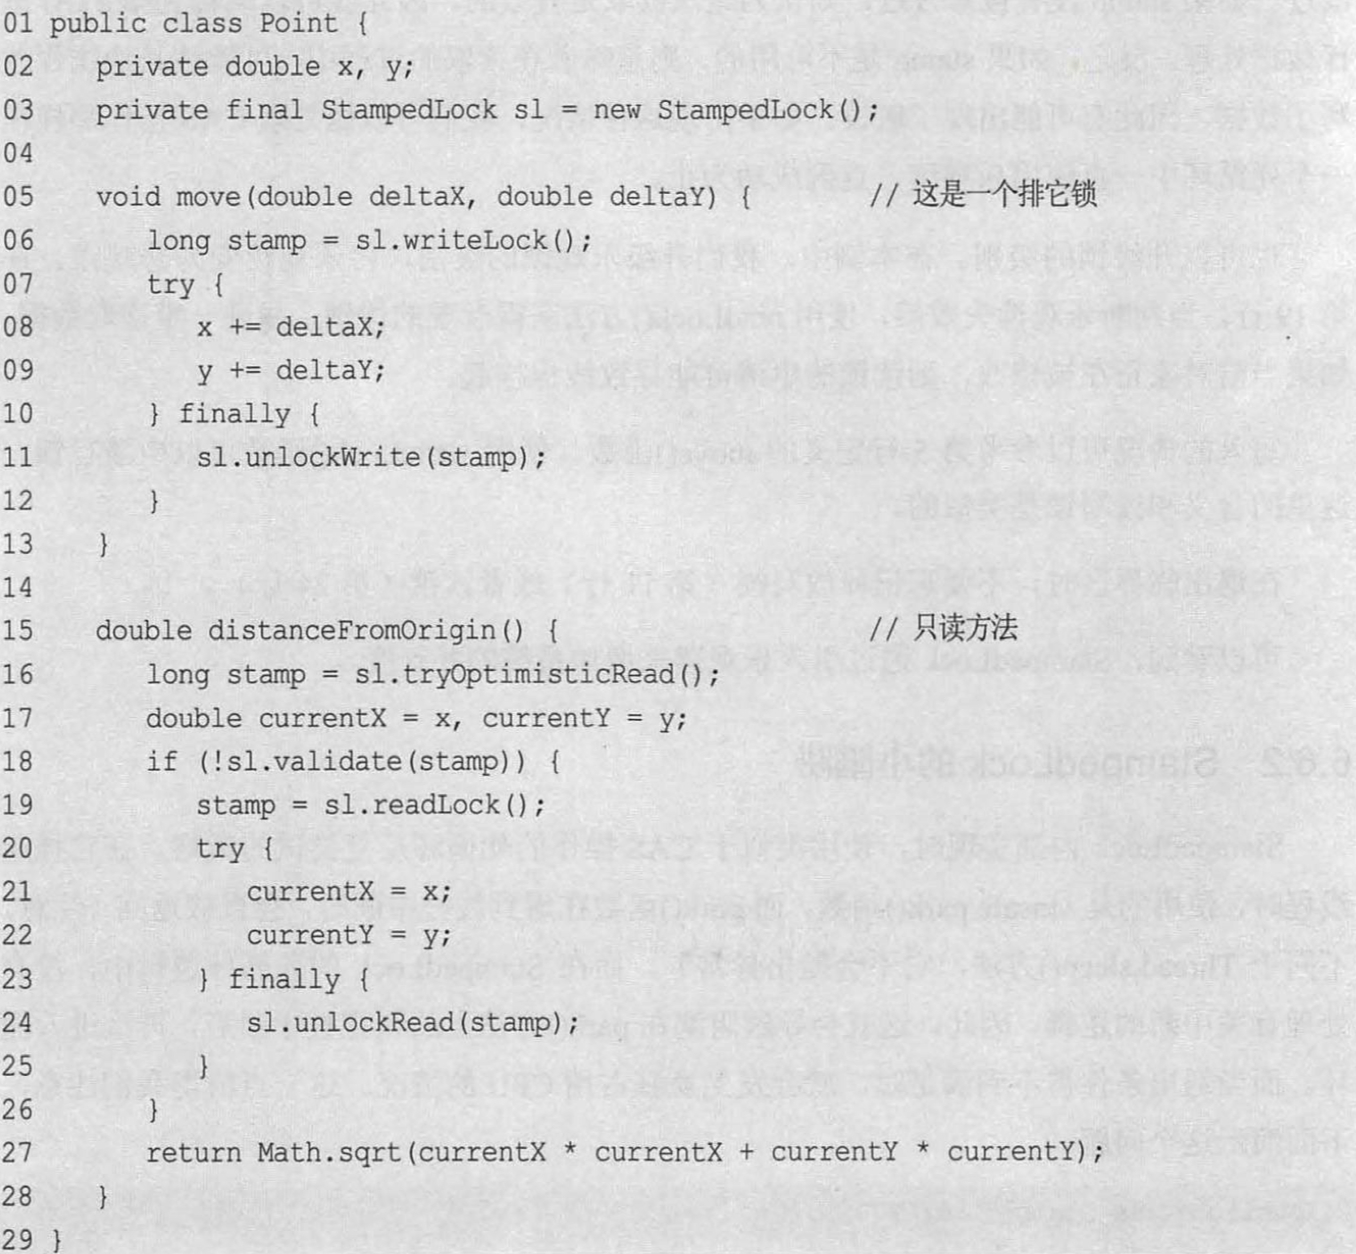 01 public class Point {
02 private double x, y;
03 private final StampedLock sl = new StampedLock();
04
05 void move(double deltaX, double deltaY) { // 这是一个排它锁
06 long stamp = sl.writeLock();
07 try {
08 x += deltaX;
09 y += deltaY;
10 } finally {
11 sl.unlockWrite(stamp);
12 }
13 }
14
15 double distanceFromOrigin() { // 只读方法
16 long stamp = sl.tryOptimisticRead();
17 double currentX = x, currentY = y;
18 if (!sl.validate(stamp)) {
19 stamp = sl.readLock();
20 try {
21 currentX = x;
22 currentY = y;
23 } finally {
24 sl.unlockRead(stamp);
25 }
26 }
27 return Math.sqrt(currentX * currentX + currentY * currentY);
28 }
29 }